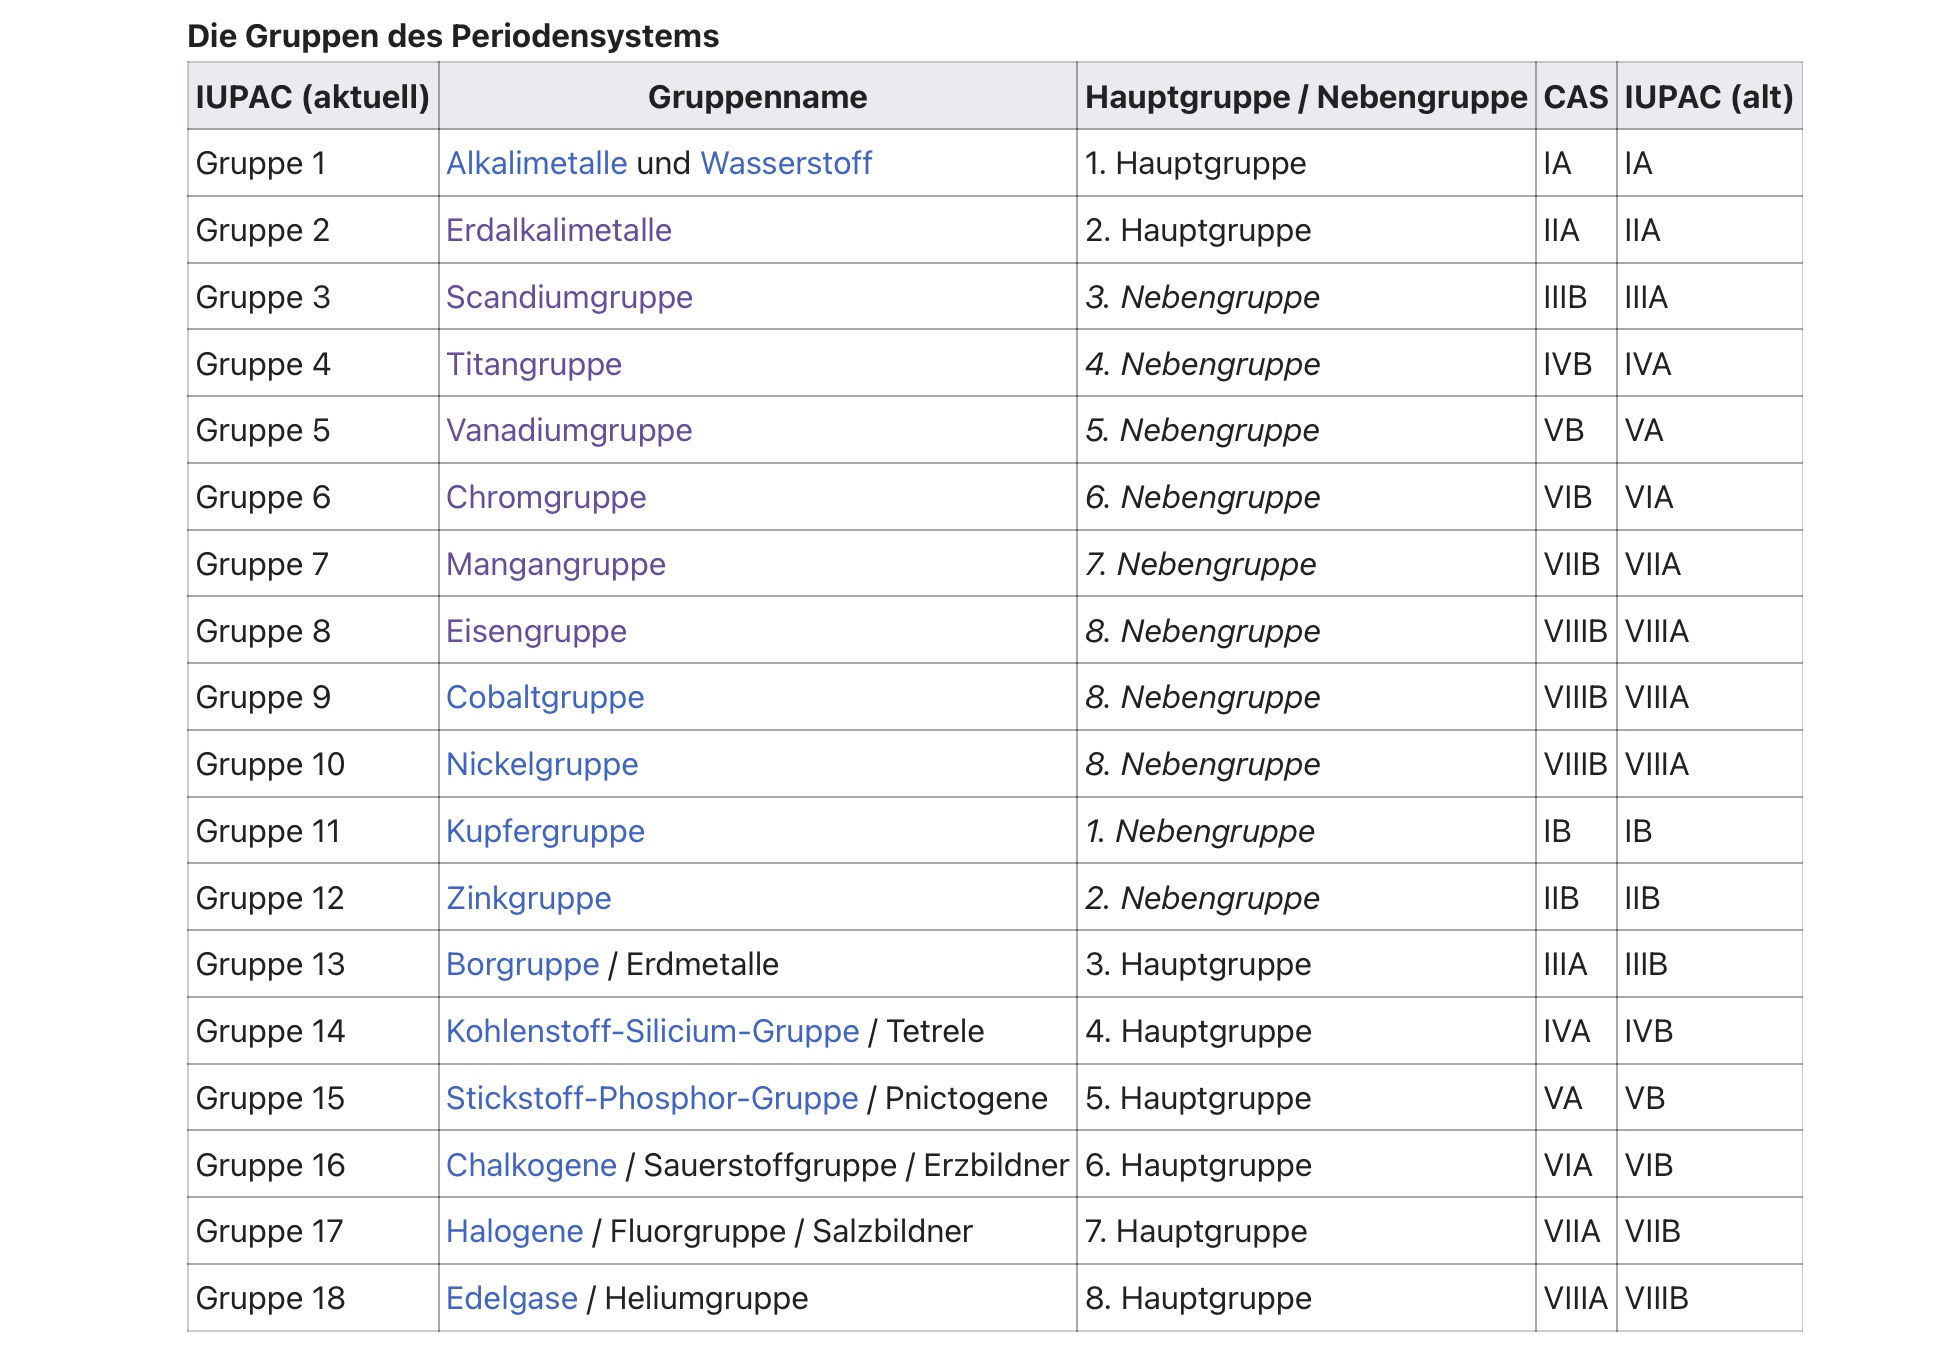 Die Gruppen des Periodensystems
IUPAC (aktuell) Gruppenname Hauptgruppe / Nebengruppe CAS IUPAC (alt)
Gruppe 1 Alkalimetalle und Wasserstoff 1. Hauptgruppe IA IA
Gruppe 2 Erdalkalimetalle 2. Hauptgruppe IIA IIA
Gruppe 3 Scandiumgruppe 3. Nebengruppe IIIB IIIA
Gruppe 4 Titangruppe 4. Nebengruppe IVB IVA
Gruppe 5 Vanadiumgruppe 5. Nebengruppe VB VA
Gruppe 6 Chromgruppe 6. Nebengruppe VIB VIA
Gruppe 7 Mangangruppe 7. Nebengruppe VIIB VIIA
Gruppe 8 Eisengruppe 8. Nebengruppe VIIIB VIIIA
Gruppe 9 Cobaltgruppe 8. Nebengruppe VIIIB VIIIA
Gruppe 10 Nickelgruppe 8. Nebengruppe VIIIB VIIIA
Gruppe 11 Kupfergruppe 1. Nebengruppe IB IB
Gruppe 12 Zinkgruppe 2. Nebengruppe IIB IIB
Gruppe 13 Borgruppe / Erdmetalle 3. Hauptgruppe IIIA IIIB
Gruppe 14 Kohlenstoff-Silicium-Gruppe / Tetrele 4. Hauptgruppe IVA IVB
Gruppe 15 Stickstoff-Phosphor-Gruppe / Pnictogene 5. Hauptgruppe VA VB
Gruppe 16 Chalkogene / Sauerstoffgruppe / Erzbildner 6. Hauptgruppe VIA VIB
Gruppe 17 Halogene / Fluorgruppe / Salzbildner 7. Hauptgruppe VIIA VIIB
Gruppe 18 Edelgase / Heliumgruppe 8. Hauptgruppe VIIIA VIIIB